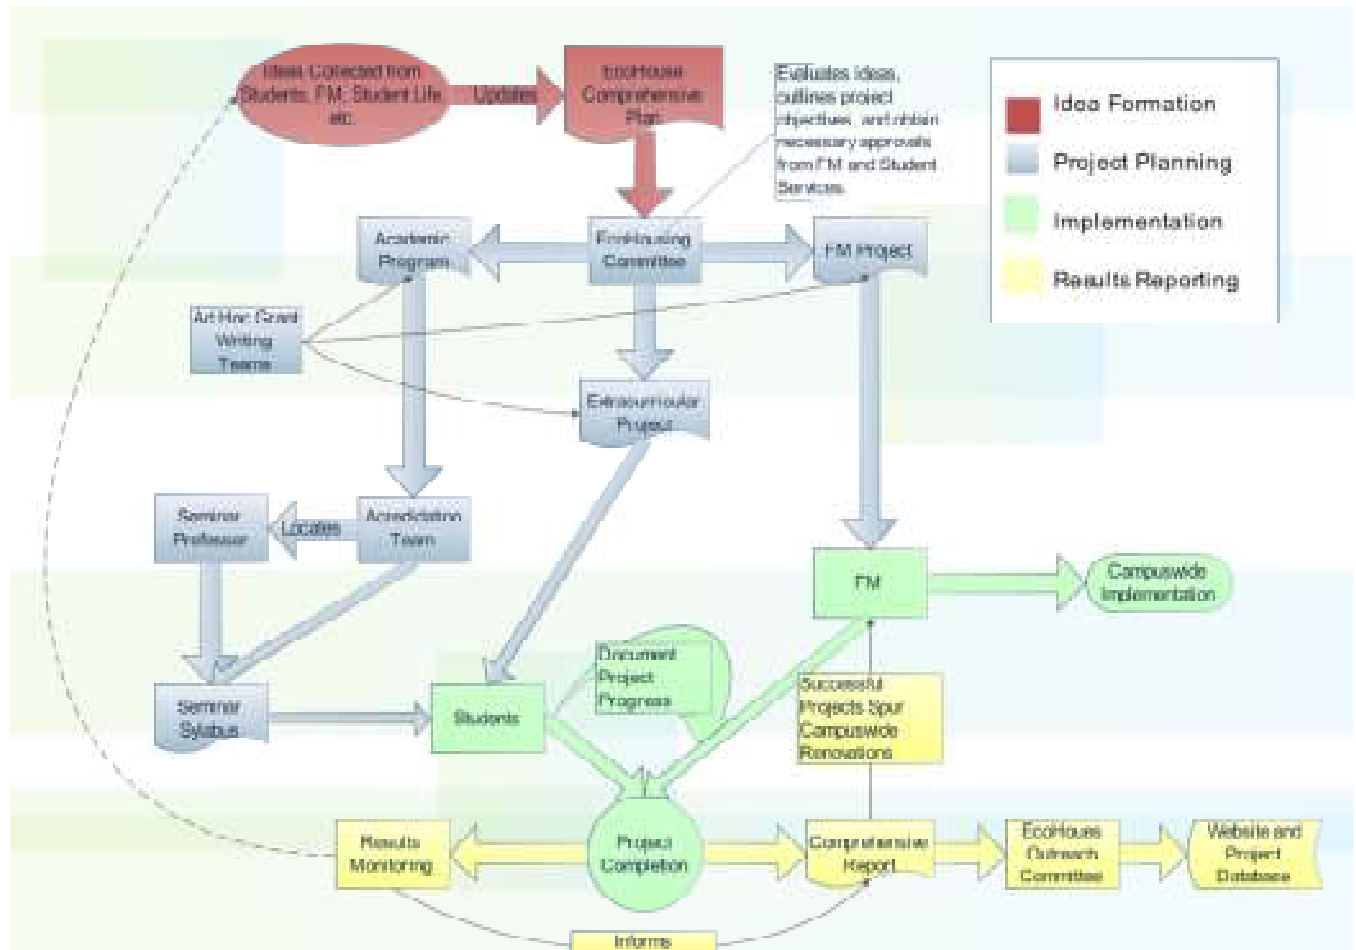 Ideas Collected from
Students, FM, Student Life,
etc.
Updates
EcoHouse
Comprehensive
Plan
Evaluates ideas,
outlines project
objectives, and obtain
necessary approvals
from FM and Student
Services.
Idea Formation
Project Planning
Implementation
Results Reporting
Academic
Program
EcoHousing
Committee
FM Project
Ad Hoc Grant
Writing
Teams
Extracurricular
Project
Seminar
Professor
Locates
Acredidation
Team
FM
Campuswide
Implementation
Document
Project
Progress
Successful
Projects Spur
Campuswide
Renovations
Seminar
Sylabus
Students
Results
Monitoring
Project
Completion
Comprehensive
Report
EcoHouse
Outreach
Committee
Website and
Project
Database
Informs